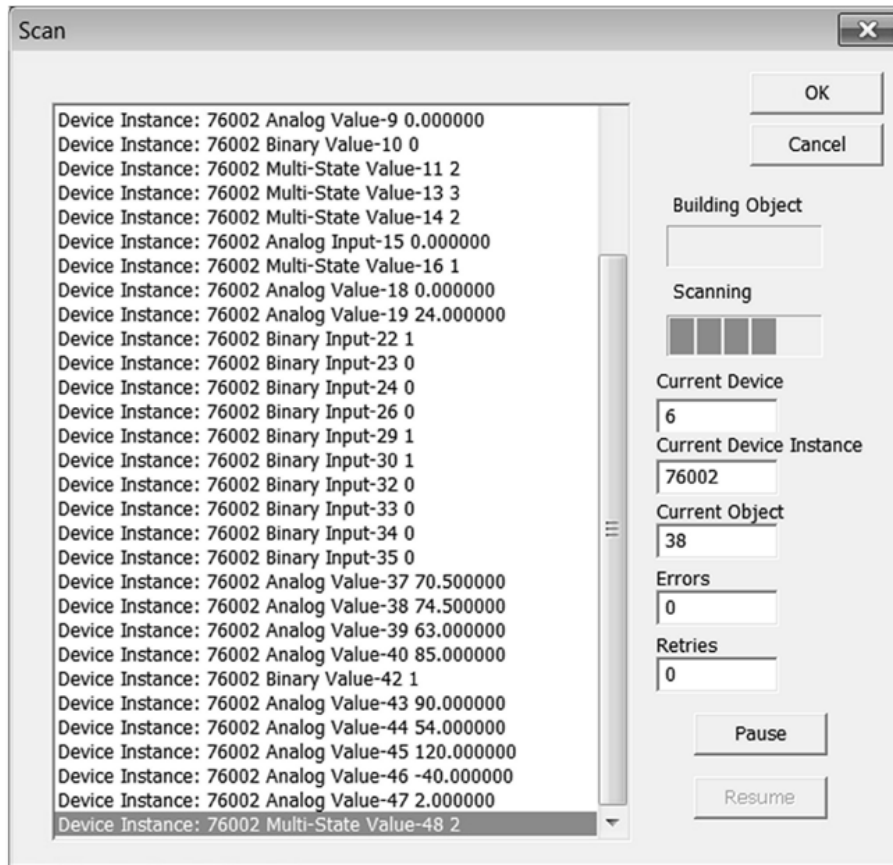 Scan
Device Instance: 76002 Analog Value-9 0.000000
Device Instance: 76002 Binary Value-10 0
Device Instance: 76002 Multi-State Value-11 2
Device Instance: 76002 Multi-State Value-13 3
Device Instance: 76002 Multi-State Value-14 2
Device Instance: 76002 Analog Input-15 0.000000
Device Instance: 76002 Multi-State Value-16 1
Device Instance: 76002 Analog Value-18 0.000000
Device Instance: 76002 Analog Value-19 24.000000
Device Instance: 76002 Binary Input-22 1
Device Instance: 76002 Binary Input-23 0
Device Instance: 76002 Binary Input-24 0
Device Instance: 76002 Binary Input-26 0
Device Instance: 76002 Binary Input-29 1
Device Instance: 76002 Binary Input-30 1
Device Instance: 76002 Binary Input-32 0
Device Instance: 76002 Binary Input-33 0
Device Instance: 76002 Binary Input-34 0
Device Instance: 76002 Binary Input-35 0
Device Instance: 76002 Analog Value-37 70.500000
Device Instance: 76002 Analog Value-38 74.500000
Device Instance: 76002 Analog Value-39 63.000000
Device Instance: 76002 Analog Value-40 85.000000
Device Instance: 76002 Binary Value-42 1
Device Instance: 76002 Analog Value-43 90.000000
Device Instance: 76002 Analog Value-44 54.000000
Device Instance: 76002 Analog Value-45 120.000000
Device Instance: 76002 Analog Value-46 -40.000000
Device Instance: 76002 Analog Value-47 2.000000
Device Instance: 76002 Multi-State Value-48 2
OK
Cancel
Building Object
Scanning
Current Device
6
Current Device Instance
76002
Current Object
38
Errors
0
Retries
0
Pause
Resume